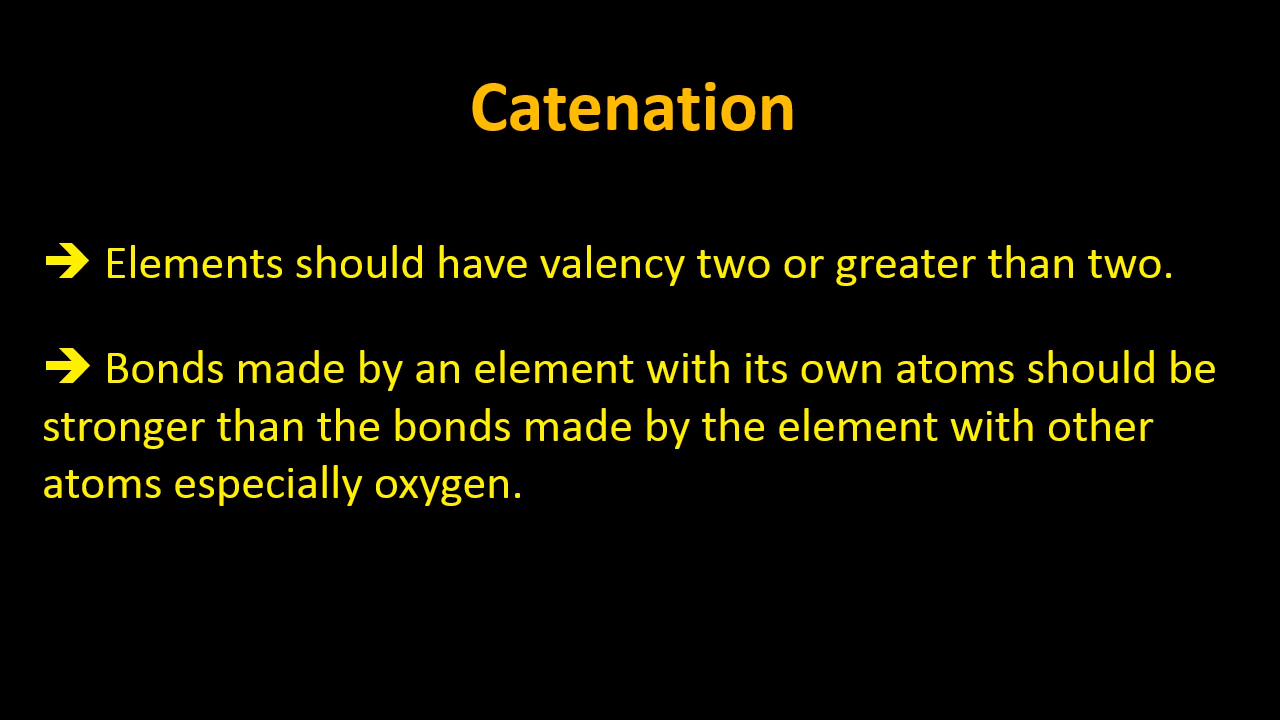 Catenation
🡺 Elements should have valency two or greater than two.
🡺 Bonds made by an element with its own atoms should be
stronger than the bonds made by the element with other
atoms especially oxygen.